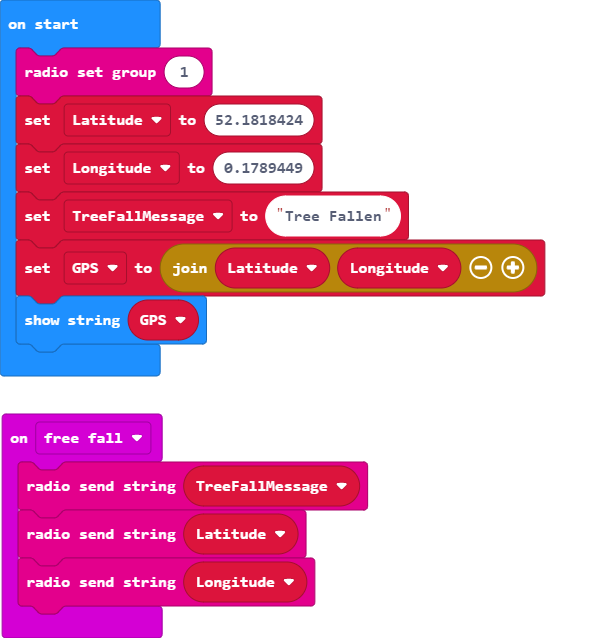 on start
radio set group 1
set Latitude to 52.1818424
set Longitude to 0.1789449
set TreeFallMessage to "Tree Fallen"
set GPS to join Latitude Longitude
show string GPS
on free fall
radio send string TreeFallMessage
radio send string Latitude
radio send string Longitude